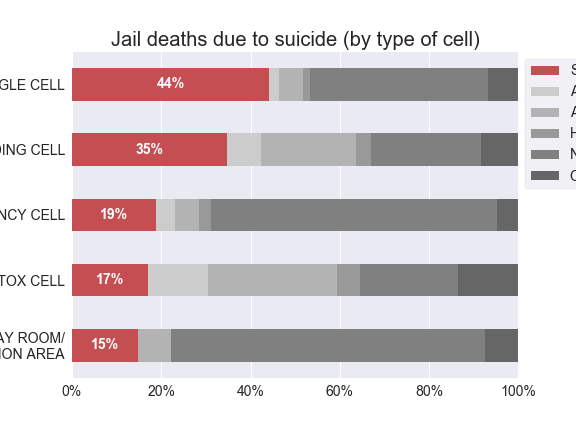 Jail deaths due to suicide (by type of cell)
GLE CELL
44%
S
A
A
H
N
DING CELL
35%
NCY CELL
19%
TOX CELL
17%
AY ROOM/
ION AREA
15%
0% 20% 40% 60% 80% 100%